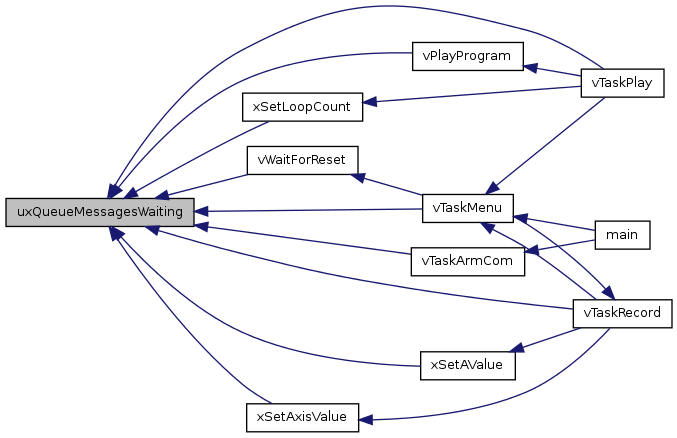 vPlayProgram
vTaskPlay
xSetLoopCount
vWaitForReset
uxQueueMessagesWaiting
vTaskMenu
main
vTaskArmCom
vTaskRecord
xSetAValue
xSetAxisValue